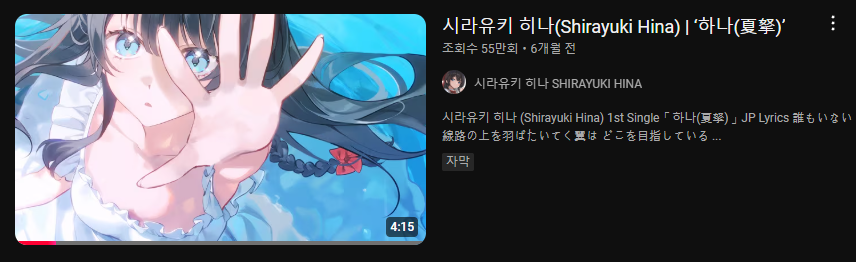 시라유키 히나(Shirayuki Hina) | ‘하나(夏拏)’
조회수 55만회 • 6개월 전
시라유키 히나 SHIRAYUKI HINA
시라유키 히나 (Shirayuki Hina) 1st Single「 하나(夏拏) 」JP Lyrics 誰もいない
線路の上を羽ばたいてく翼は どこを目指している ...
자막
4:15